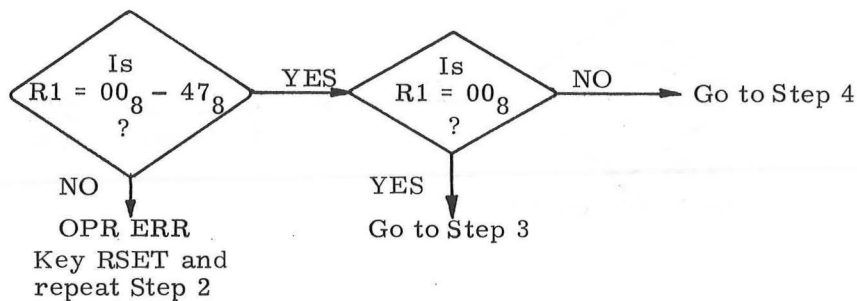 Is
R1 = 00₈ – 47₈
?
YES
Is
R1 = 00₈
?
NO
Go to Step 4
NO
OPR ERR
Key RSET and
repeat Step 2
YES
Go to Step 3